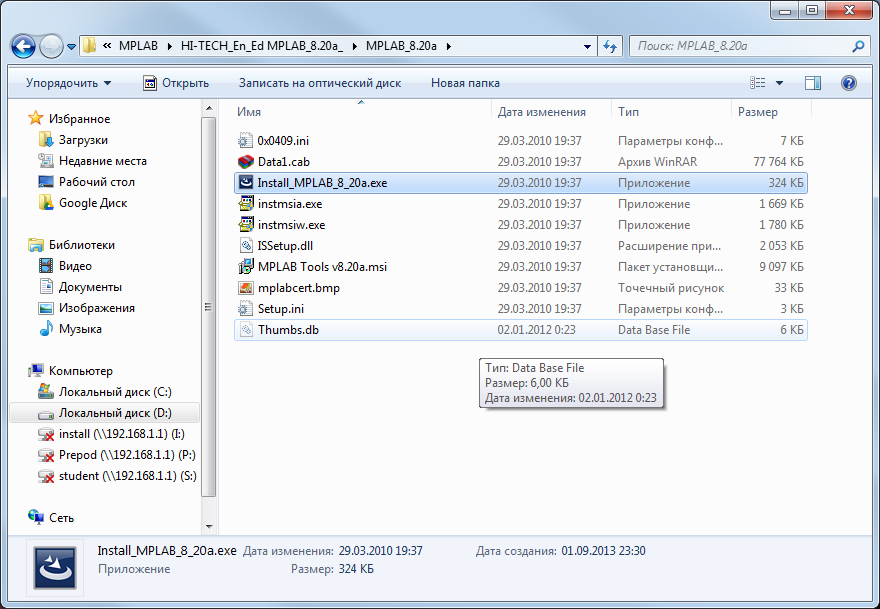 « MPLAB HI-TECH_En_Ed MPLAB_8.20a_ MPLAB_8.20a Поиск: MPLAB_8.20a
Упорядочить Открыть Записать на оптический диск Новая папка
Избранное
Загрузки
Недавние места
Рабочий стол
Google Диск
Библиотеки
Видео
Документы
Изображения
Музыка
Компьютер
Локальный диск (C:)
Локальный диск (D:)
install (\\192.168.1.1) (I:)
Prepod (\\192.168.1.1) (P:)
student (\\192.168.1.1) (S:)
Сеть
Имя Дата изменения Тип Размер
0x0409.ini 29.03.2010 19:37 Параметры конф... 7 КБ
Data1.cab 29.03.2010 19:37 Архив WinRAR 77 764 КБ
Install_MPLAB_8_20a.exe 29.03.2010 19:37 Приложение 324 КБ
instmsia.exe 29.03.2010 19:37 Приложение 1 669 КБ
instmsiw.exe 29.03.2010 19:37 Приложение 1 780 КБ
ISSetup.dll 29.03.2010 19:37 Расширение при... 2 053 КБ
MPLAB Tools v8.20a.msi 29.03.2010 19:37 Пакет установщи... 9 097 КБ
mplabcert.bmp 29.03.2010 19:37 Точечный рисунок 33 КБ
Setup.ini 29.03.2010 19:37 Параметры конф... 3 КБ
Thumbs.db 02.01.2012 0:23 Data Base File 6 КБ
Тип: Data Base File
Размер: 6,00 КБ
Дата изменения: 02.01.2012 0:23
Install_MPLAB_8_20a.exe Дата изменения: 29.03.2010 19:37 Дата создания: 01.09.2013 23:30
Приложение Размер: 324 КБ